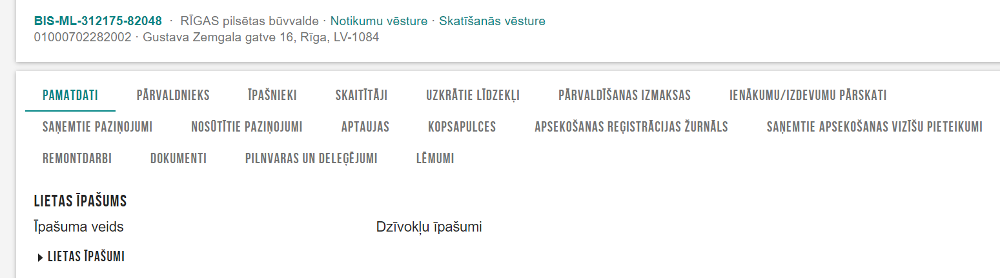 BIS-ML-312175-82048 · RĪGAS pilsētas būvvalde · Notikumu vēsture · Skatīšanās vēsture
01000702282002 · Gustava Zemgala gatve 16, Rīga, LV-1084
PAMATDATI PĀRVALDNIEKS ĪPAŠNIEKI SKAITĪTĀJI UZKRĀTIE LĪDZEKĻI PĀRVALDĪŠANAS IZMAKSAS IENĀKUMU/IZDEVUMU PĀRSKATI
SAŅEMTIE PAZIŅOJUMI NOSŪTĪTIE PAZIŅOJUMI APTAUJAS KOPSAPULCES APSEKOŠANAS REĢISTRĀCIJAS ŽURNĀLS SAŅEMTIE APSEKOŠANAS VIZĪŠU PIETEIKUMI
REMONTDARBI DOKUMENTI PILNVARAS UN DELEĢĒJUMI LĒMUMI
LIETAS ĪPAŠUMS
Īpašuma veids Dzīvokļu īpašumi
LIETAS ĪPAŠUMI